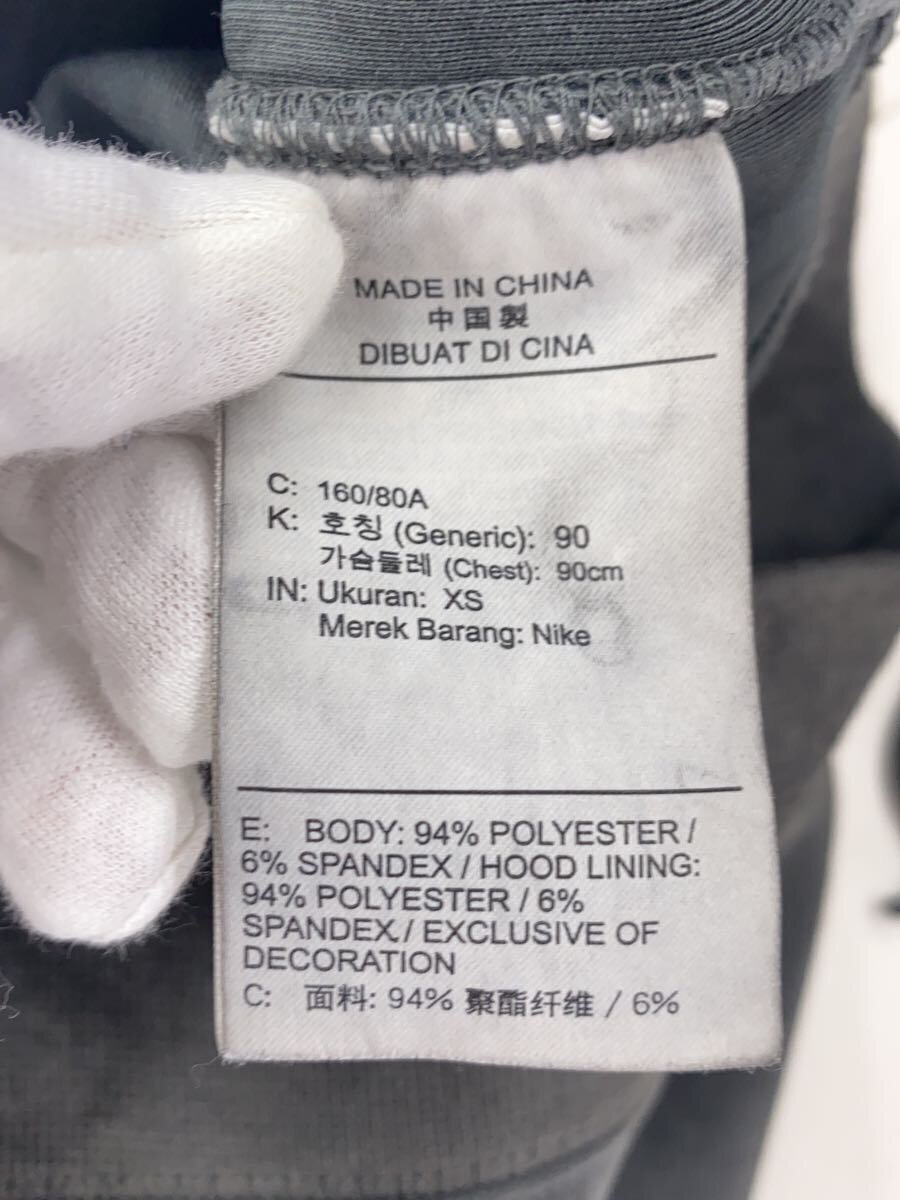 MADE IN CHINA
中国製
DIBUAT DI CINA
C: 160/80A
K: 호칭 (Generic): 90
가슴둘레 (Chest): 90cm
IN: Ukuran: XS
Merek Barang: Nike
E: BODY: 94% POLYESTER /
6% SPANDEX / HOOD LINING:
94% POLYESTER / 6%
SPANDEX / EXCLUSIVE OF
DECORATION
C: 面料: 94% 聚酯纤维 / 6%